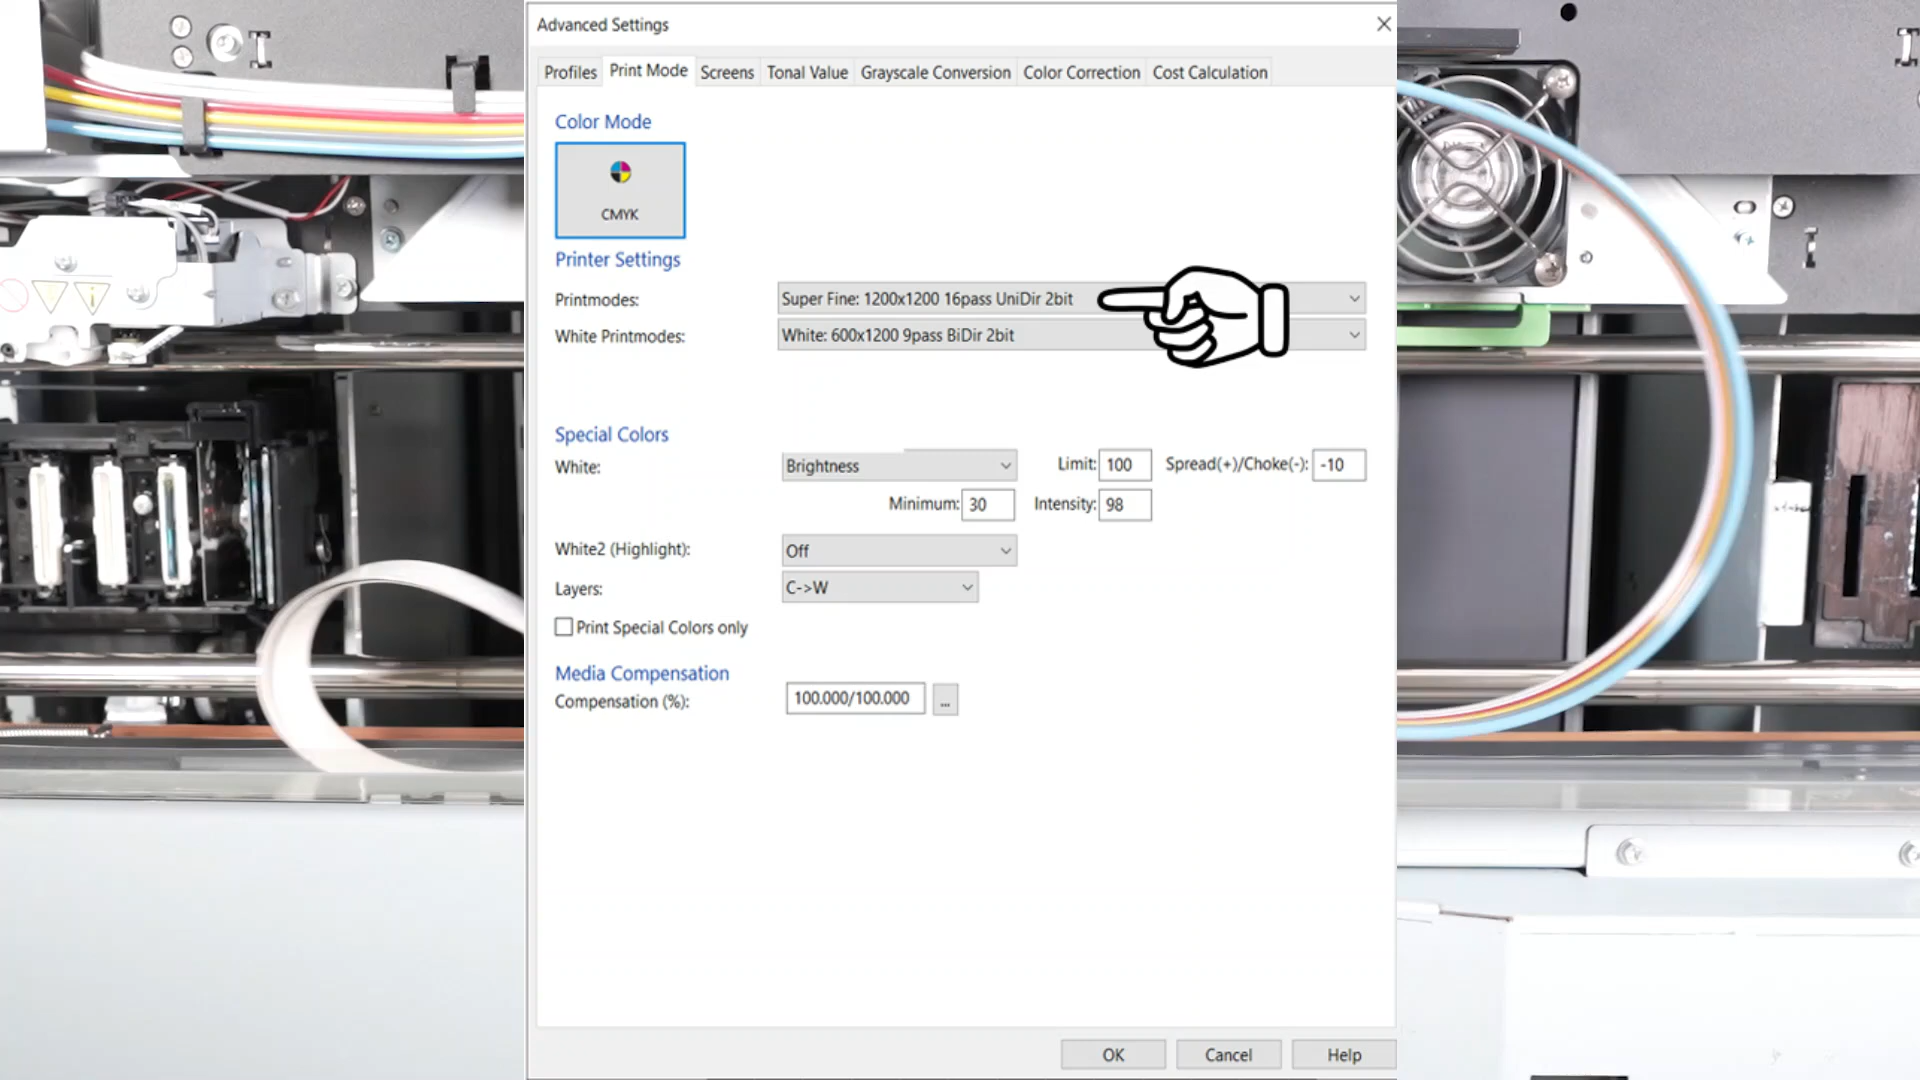 Advanced Settings
Profiles Print Mode Screens Tonal Value Grayscale Conversion Color Correction Cost Calculation
Color Mode
CMYK
Printer Settings
Printmodes: Super Fine: 1200x1200 16pass UniDir 2bit
White Printmodes: White: 600x1200 9pass BiDir 2bit
Special Colors
White: Brightness Limit: 100 Spread(+)/Choke(-): -10
Minimum: 30 Intensity: 98
White2 (Highlight): Off
Layers: C->W
Print Special Colors only
Media Compensation
Compensation (%): 100.000/100.000 ...
OK Cancel Help